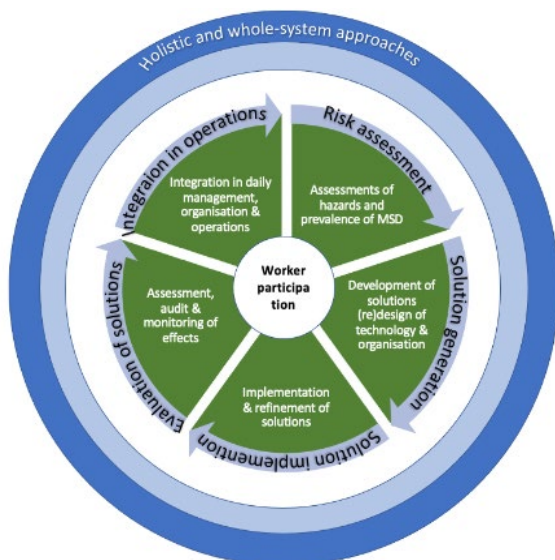 Holistic and whole-system approaches
Risk assessment
Assessments of
hazards and
prevalence of MSD
Solution generation
Development of
solutions
(re)design of
technology &
organisation
Solution implemention
Implementation
& refinement of
solutions
Evaluation of solutions
Assessment,
audit &
monitoring of
effects
Integraion in operations
Integration in daily
management,
organisation &
operations
Worker
participa
tion